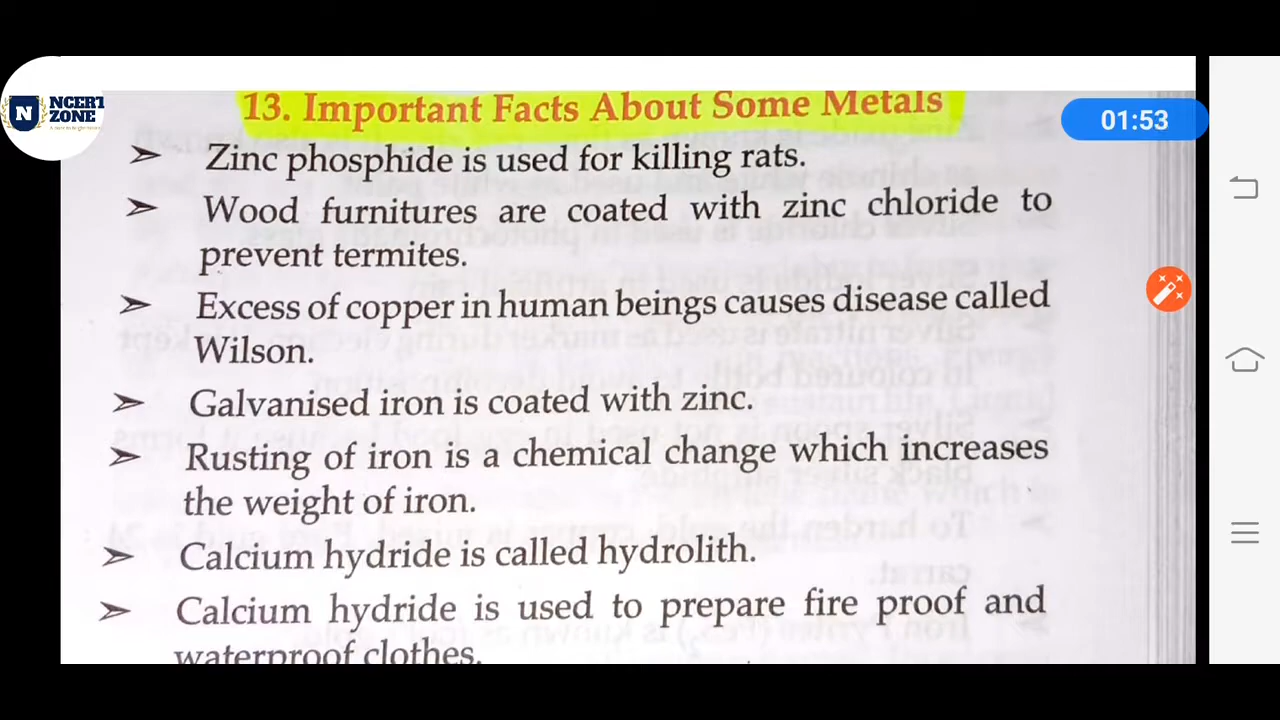 NCERT
ZONE
13. Important Facts About Some Metals
01:53
➢ Zinc phosphide is used for killing rats.
➢ Wood furnitures are coated with zinc chloride to
prevent termites.
➢ Excess of copper in human beings causes disease called
Wilson.
➢ Galvanised iron is coated with zinc.
➢ Rusting of iron is a chemical change which increases
the weight of iron.
➢ Calcium hydride is called hydrolith.
➢ Calcium hydride is used to prepare fire proof and
waterproof clothes.